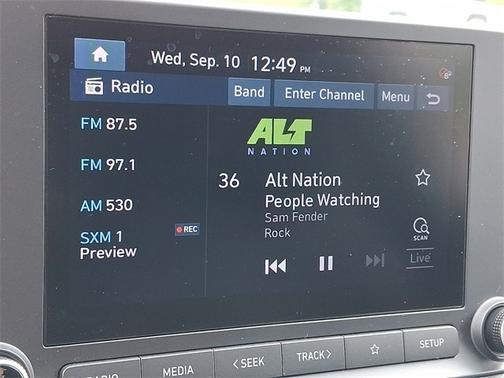 Wed, Sep. 10 12:49 PM
Radio
Band
Enter Channel
Menu
FM 87.5
FM 97.1
AM 530
SXM 1
Preview
REC
ALT
NATION
36
Alt Nation
People Watching
Sam Fender
Rock
SCAN
Live
RADIO
MEDIA
< SEEK
TRACK >
SETUP